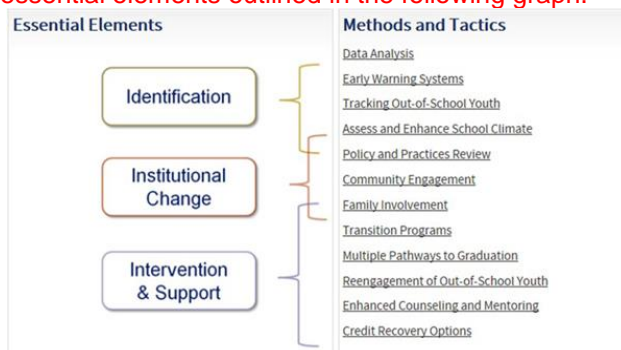 essential elements outlined in the following graph.
Essential Elements
Identification
Institutional
Change
Intervention
& Support
Methods and Tactics
Data Analysis
Early Warning Systems
Tracking Out-of-School Youth
Assess and Enhance School Climate
Policy and Practices Review
Community Engagement
Family Involvement
Transition Programs
Multiple Pathways to Graduation
Reengagement of Out-of-School Youth
Enhanced Counseling and Mentoring
Credit Recovery Options